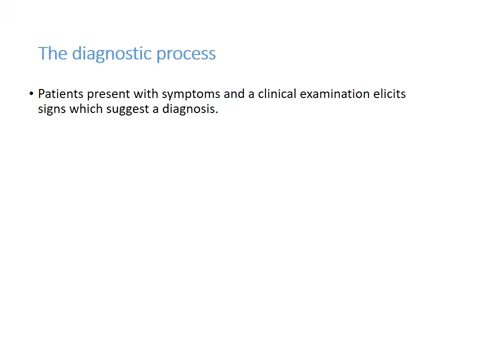 The diagnostic process
• Patients present with symptoms and a clinical examination elicits
signs which suggest a diagnosis.